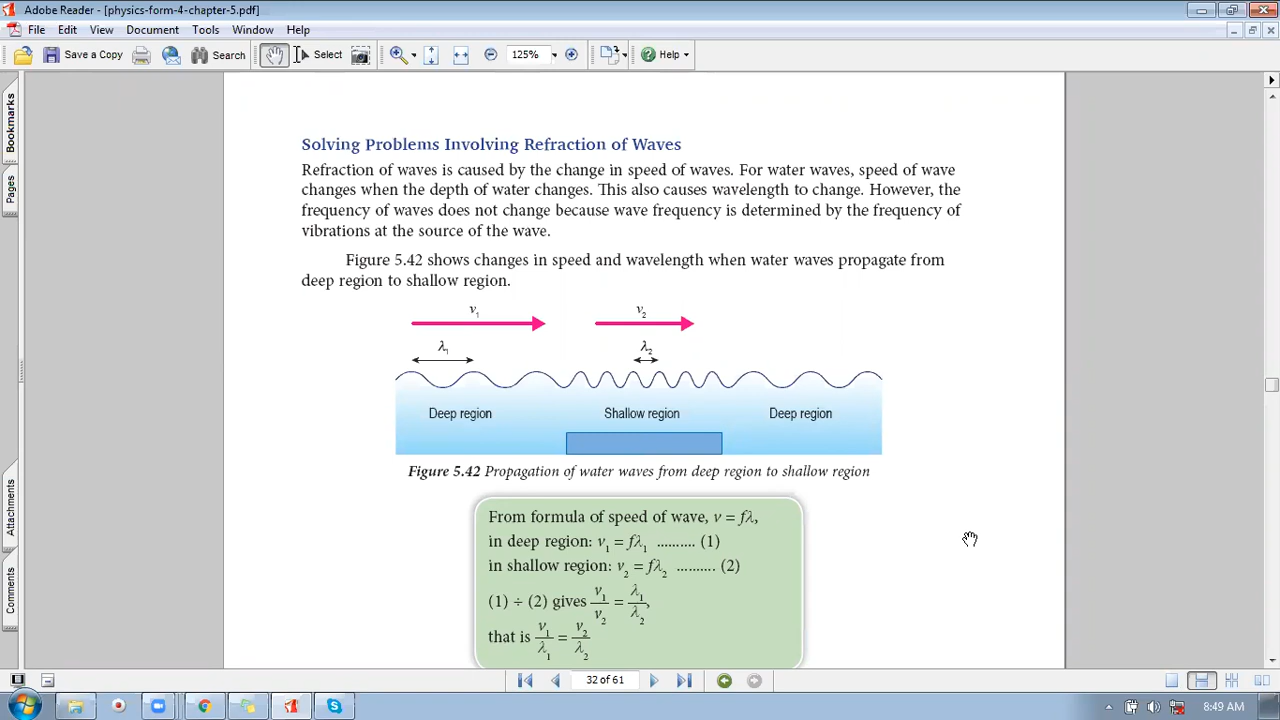 Adobe Reader - [physics-form-4-chapter-5.pdf]
File Edit View Document Tools Window Help
Save a Copy Search Select 125% Help
Bookmarks
Pages
Attachments
Comments
Solving Problems Involving Refraction of Waves
Refraction of waves is caused by the change in speed of waves. For water waves, speed of wave
changes when the depth of water changes. This also causes wavelength to change. However, the
frequency of waves does not change because wave frequency is determined by the frequency of
vibrations at the source of the wave.
Figure 5.42 shows changes in speed and wavelength when water waves propagate from
deep region to shallow region.
v₁ v₂
λ₁ λ₂
Deep region Shallow region Deep region
Figure 5.42 Propagation of water waves from deep region to shallow region
From formula of speed of wave, v = fλ,
in deep region: v₁ = fλ₁ .......... (1)
in shallow region: v₂ = fλ₂ .......... (2)
(1) ÷ (2) gives v₁/v₂ = λ₁/λ₂,
that is v₁/λ₁ = v₂/λ₂
32 of 61
8:49 AM